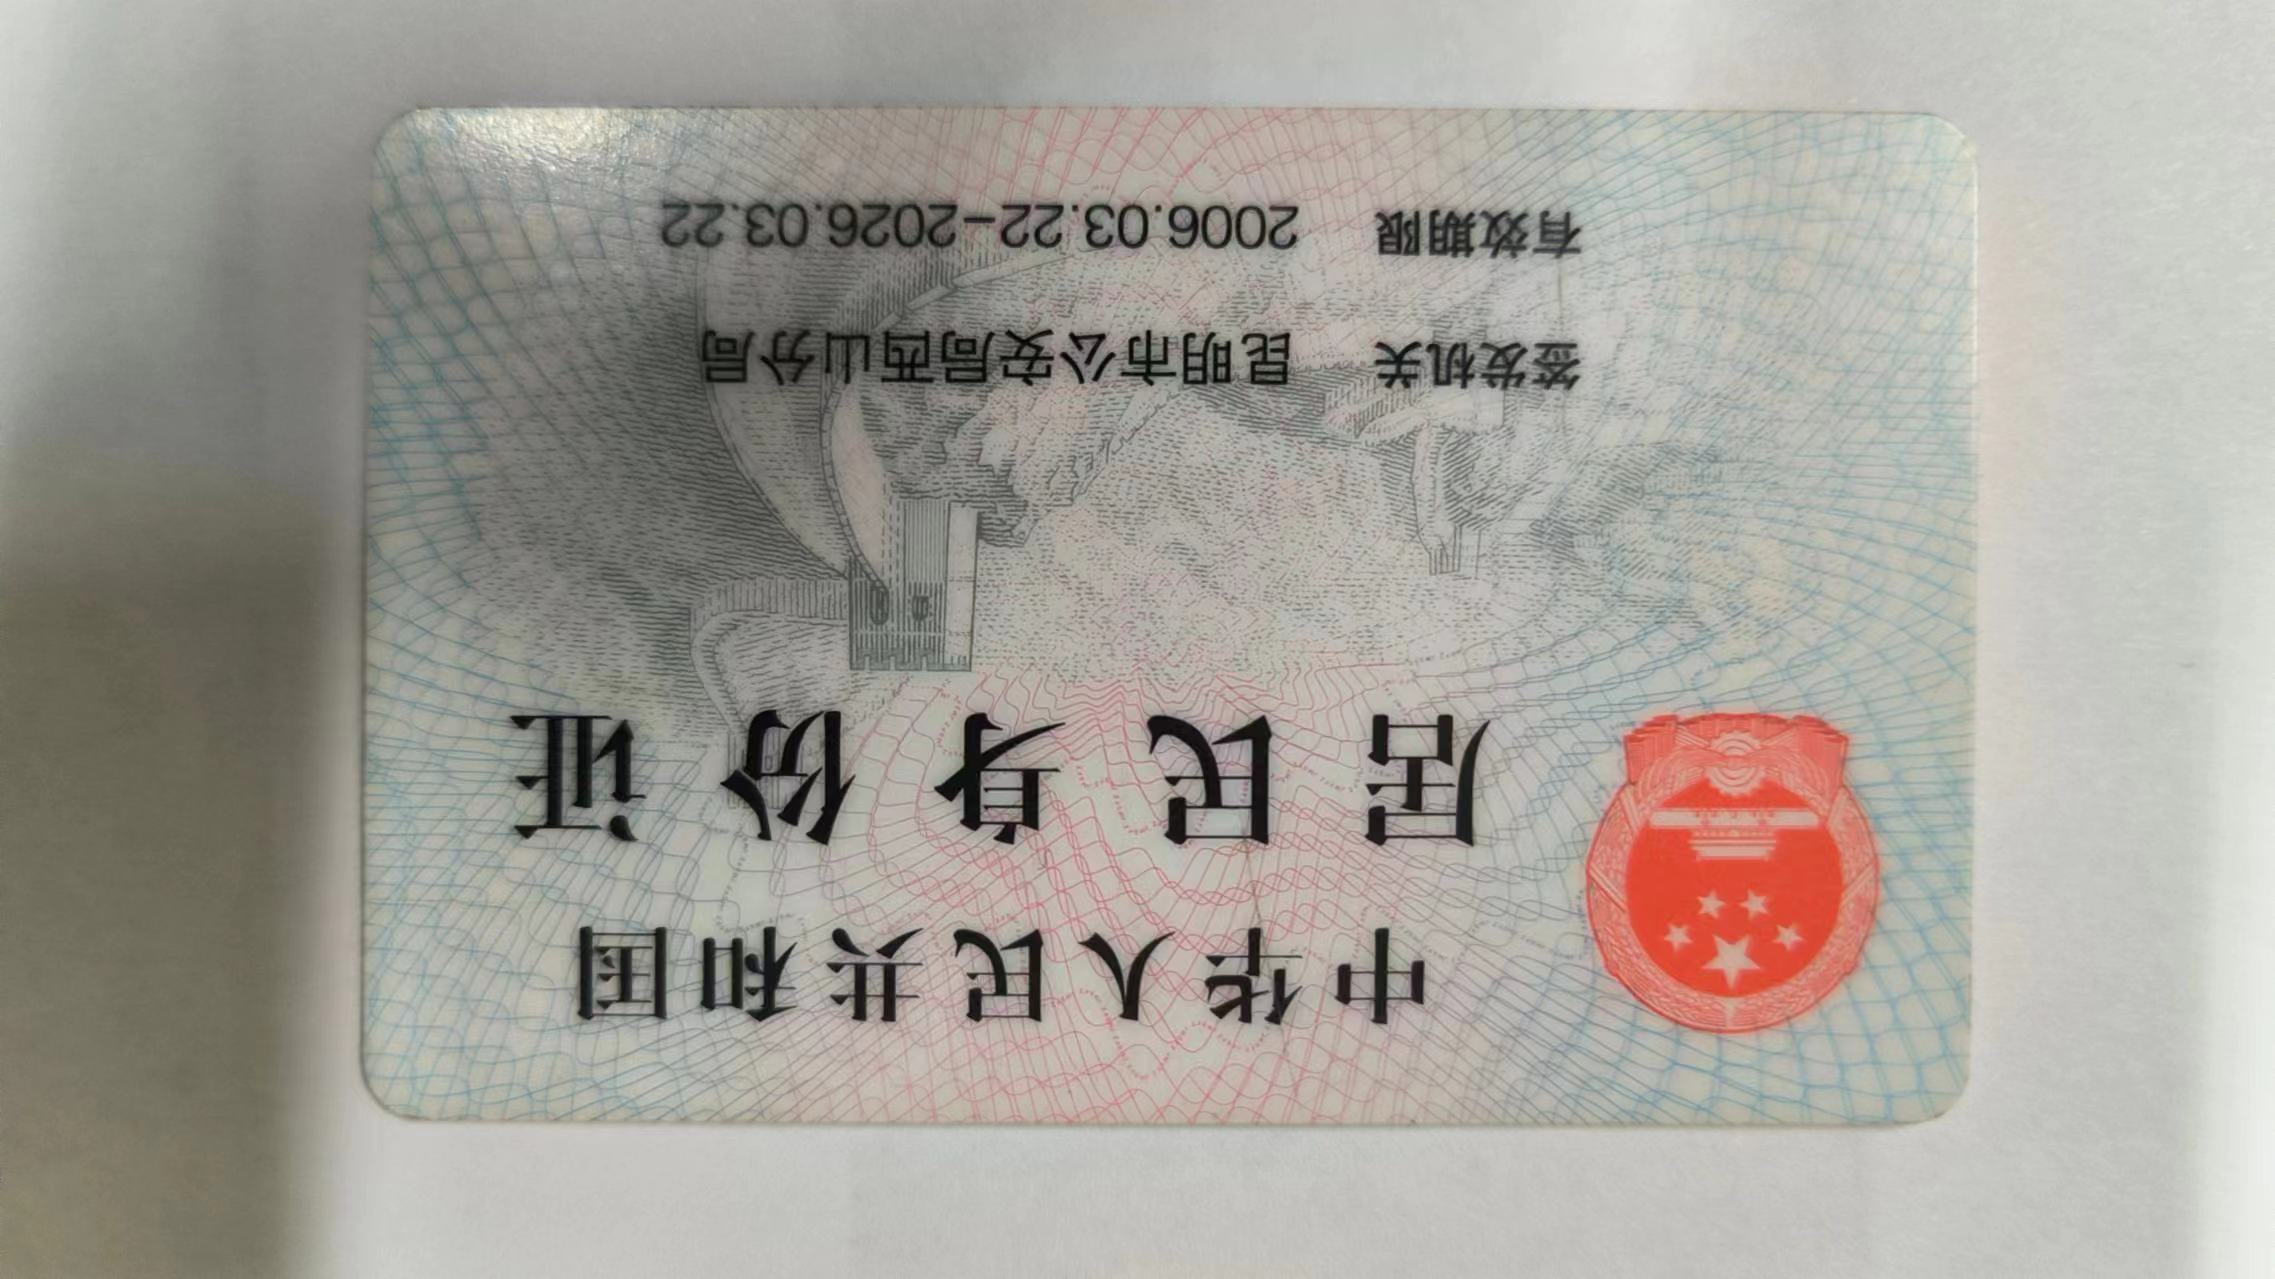 中华人民共和国
居民身份证
签发机关 昆明市公安局西山分局
有效期限 2006.03.22-2026.03.22